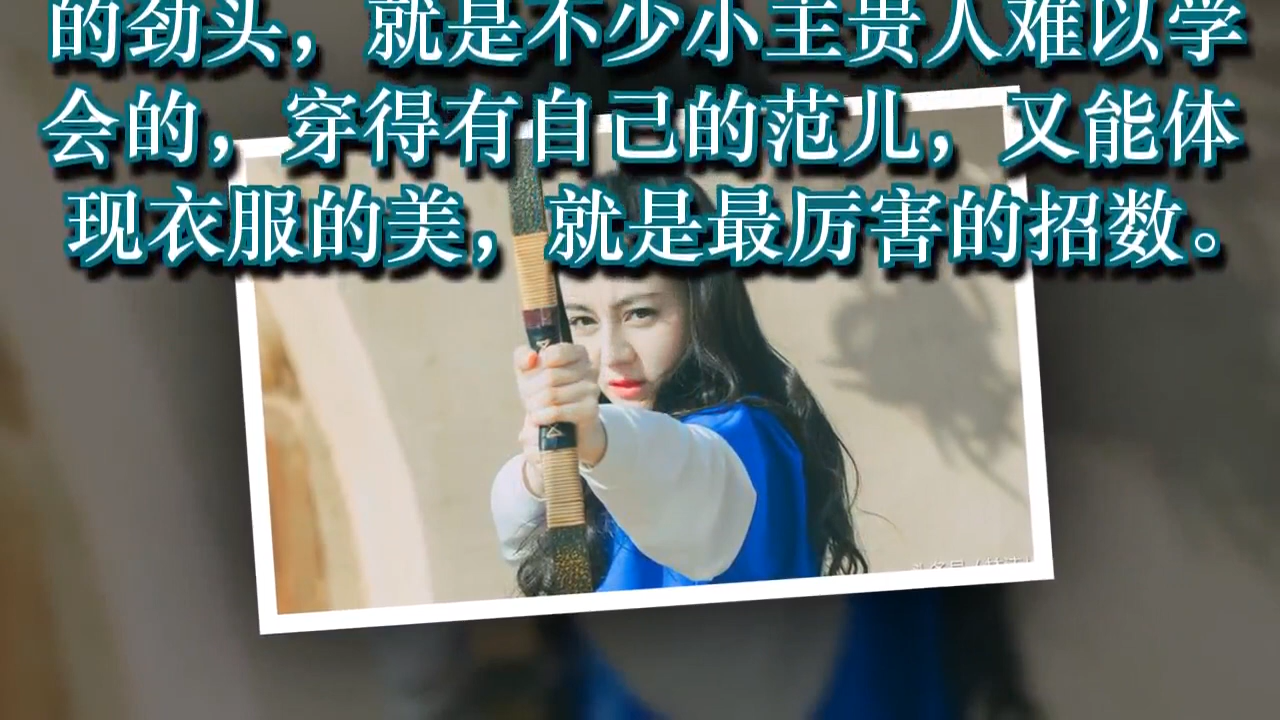 的劲头，就是不少小主贵人难以学
会的，穿得有自己的范儿，又能体
现衣服的美，就是最厉害的招数。